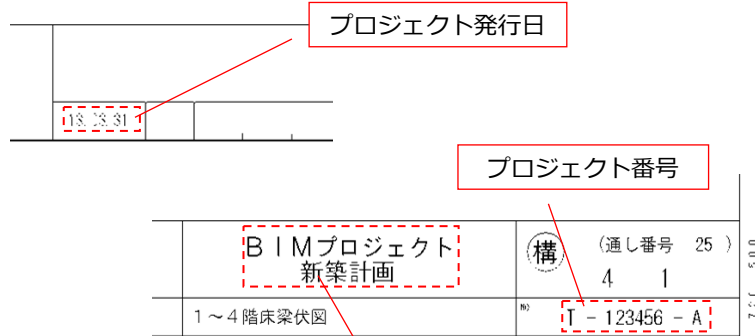 プロジェクト発行日
13.03.31
プロジェクト番号
BIMプロジェクト
新築計画
構
(通し番号 25)
4 1
1～4階床梁伏図
NO
T - 123456 - A